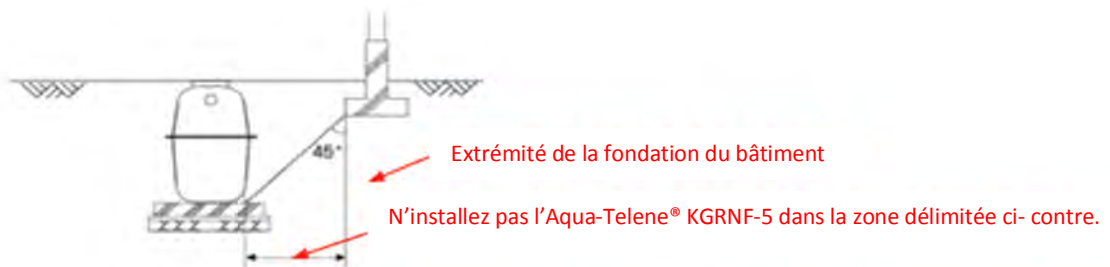 45°
Extrémité de la fondation du bâtiment
N’installez pas l’Aqua-Telene® KGRNF-5 dans la zone délimitée ci- contre.